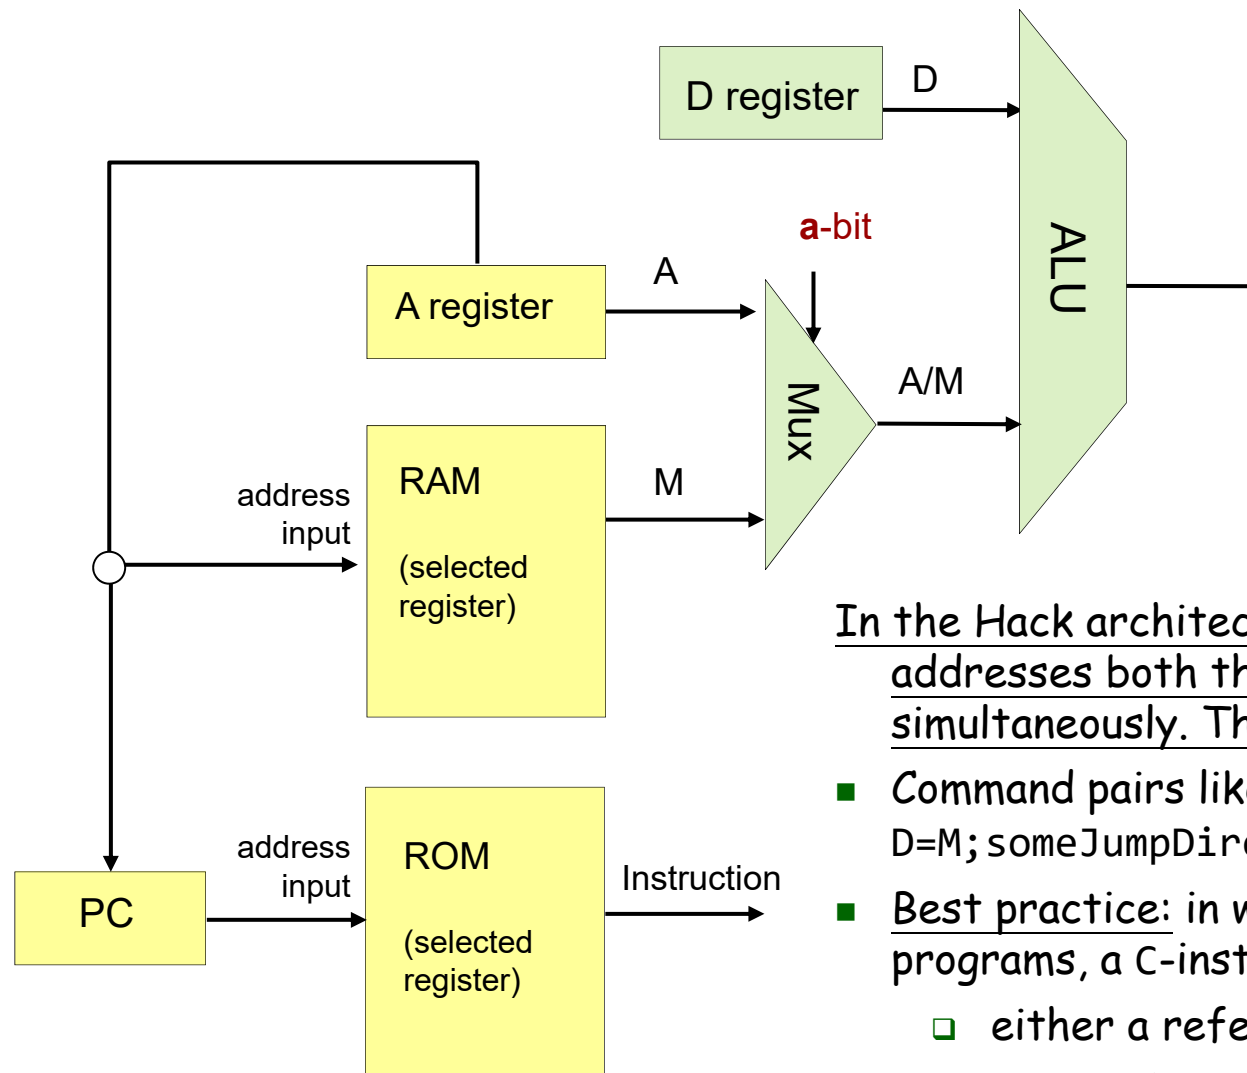 D register
D
a-bit
ALU
A register
A
Mux
A/M
address
input
RAM
(selected
register)
M
PC
address
input
ROM
(selected
register)
Instruction
In the Hack architec
addresses both th
simultaneously. Th
Command pairs lik
D=M;someJumpDir
Best practice: in w
programs, a C-inst
either a refe